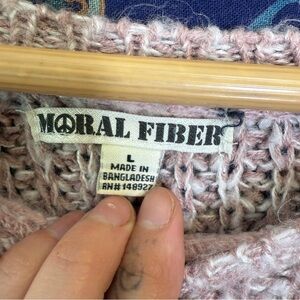 MORAL FIBER
L
MADE IN
BANGLADESH
RN# 148927